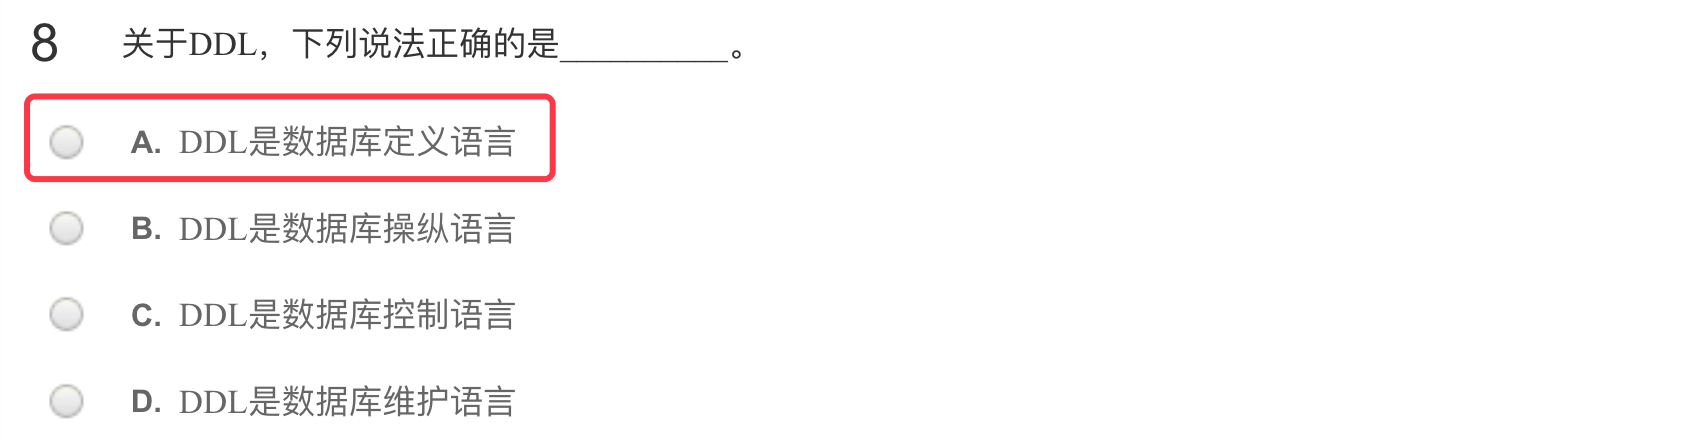 8 关于DDL，下列说法正确的是__________。
A. DDL是数据库定义语言
B. DDL是数据库操纵语言
C. DDL是数据库控制语言
D. DDL是数据库维护语言